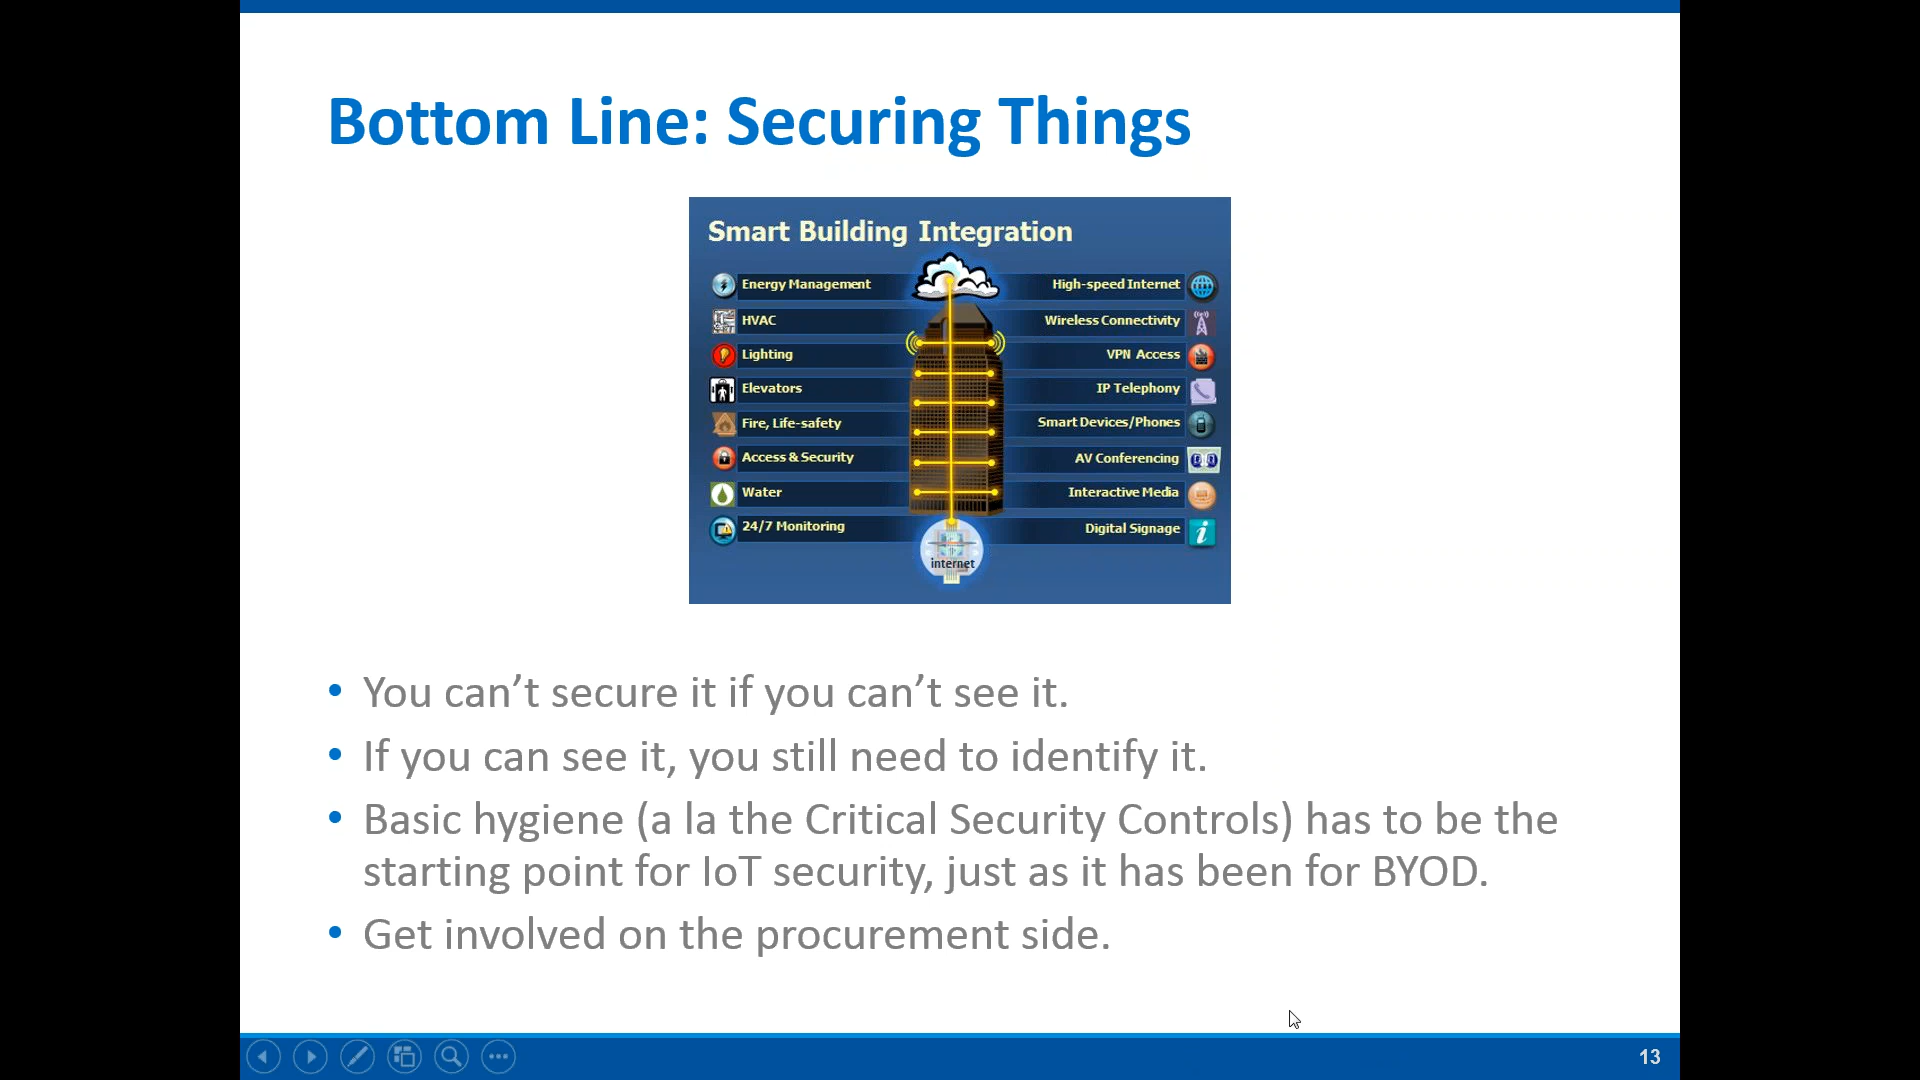 Bottom Line: Securing Things
Smart Building Integration
Energy Management
HVAC
Lighting
Elevators
Fire, Life-safety
Access & Security
Water
24/7 Monitoring
High-speed Internet
Wireless Connectivity
VPN Access
IP Telephony
Smart Devices/Phones
AV Conferencing
Interactive Media
Digital Signage
internet
• You can’t secure it if you can’t see it.
• If you can see it, you still need to identify it.
• Basic hygiene (a la the Critical Security Controls) has to be the
starting point for IoT security, just as it has been for BYOD.
• Get involved on the procurement side.
13